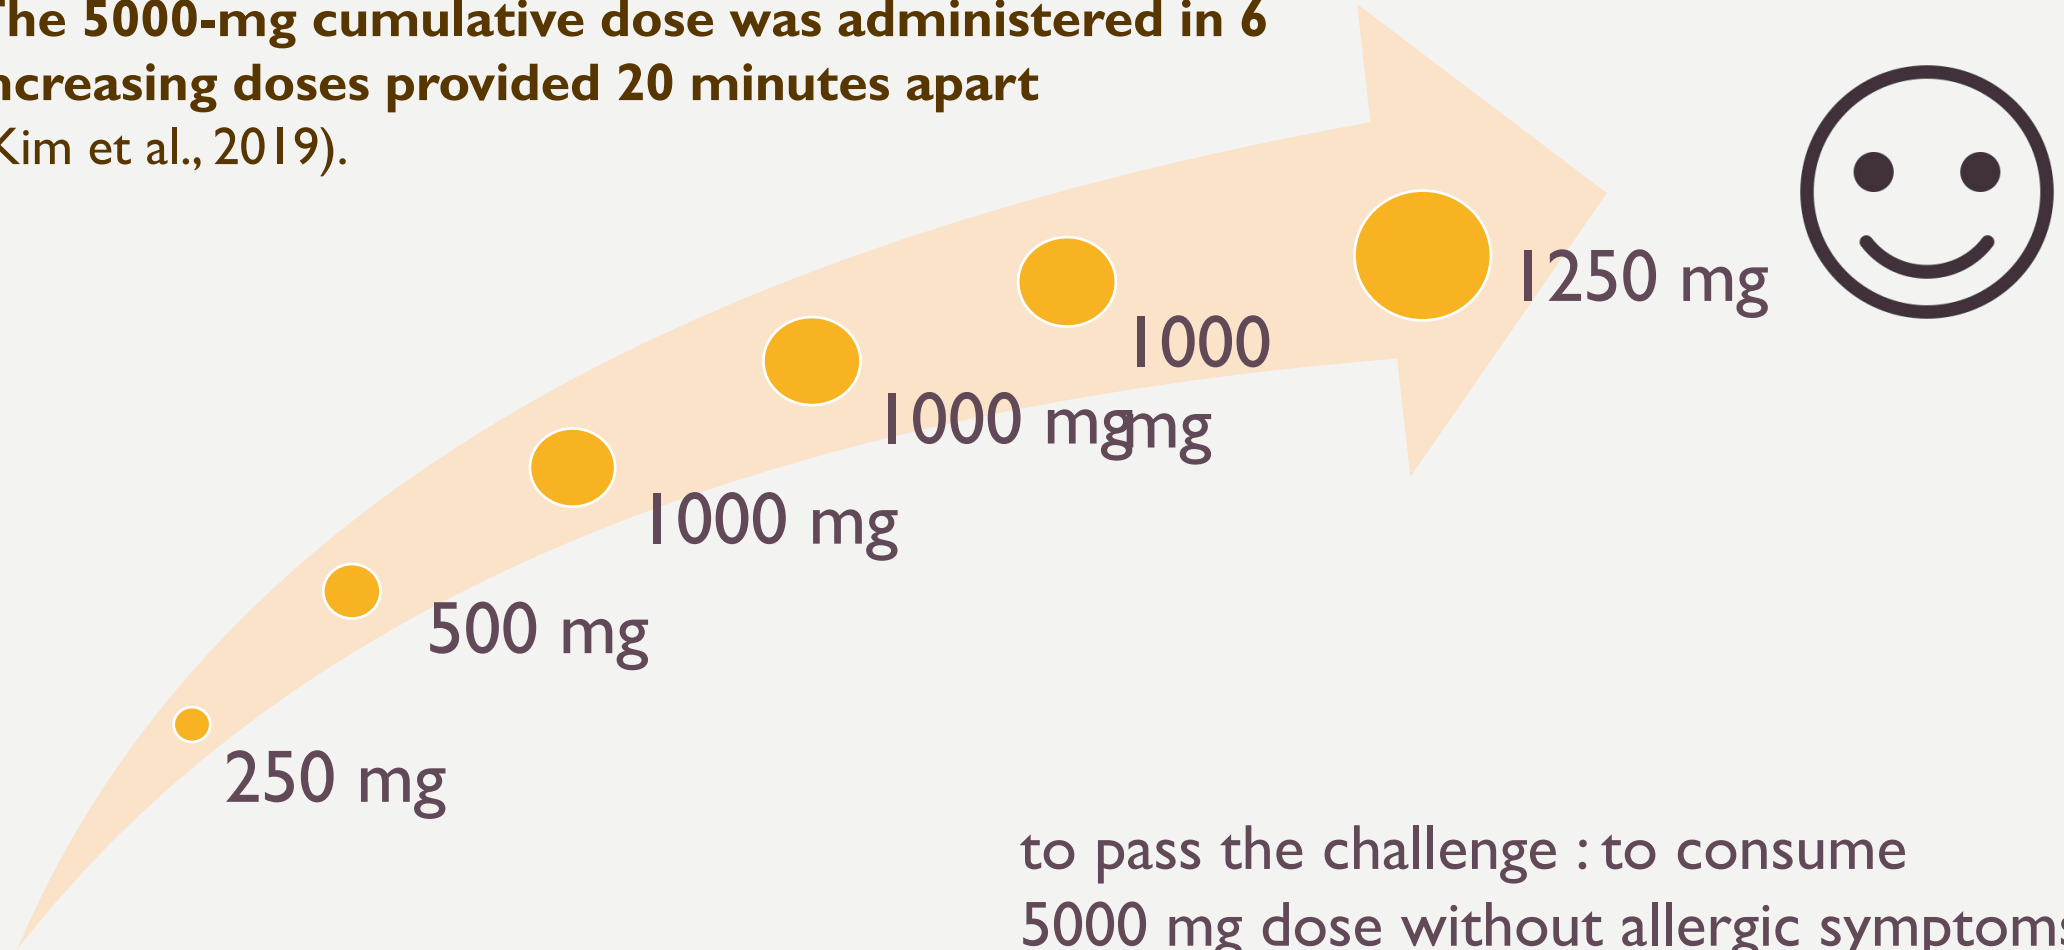 The 5000-mg cumulative dose was administered in 6
ncreasing doses provided 20 minutes apart
Kim et al., 2019).
1250 mg
1000
mg
1000 mg
1000 mg
500 mg
250 mg
to pass the challenge : to consume
5000 mg dose without allergic symptoms